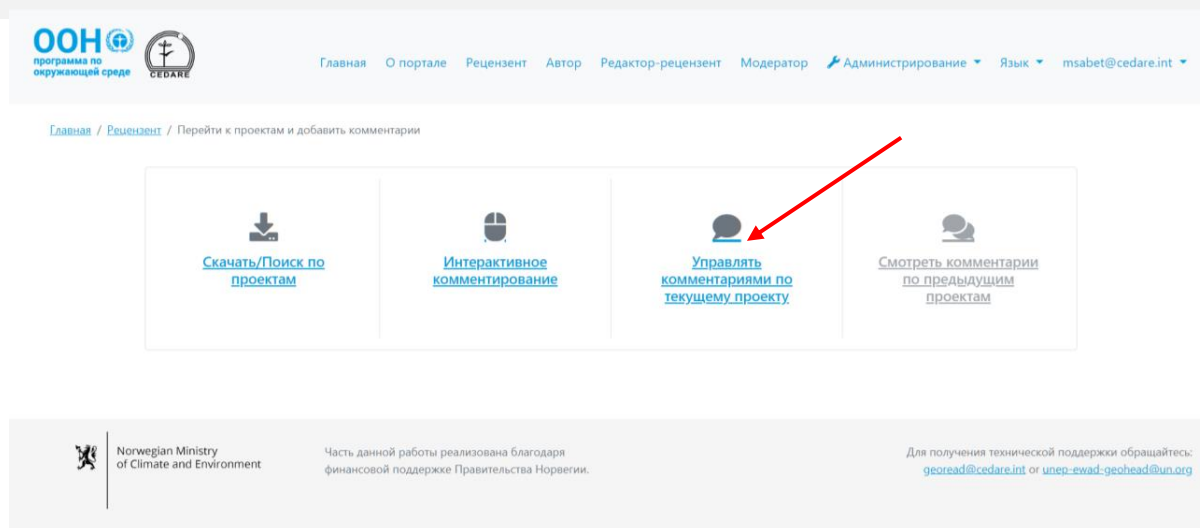 ООН
программа по
окружающей среде
CEDARE
Главная О портале Рецензент Автор Редактор-рецензент Модератор Администрирование Язык msabet@cedare.int
Главная / Рецензент / Перейти к проектам и добавить комментарии
Скачать/Поиск по
проектам
Интерактивное
комментирование
Управлять
комментариями по
текущему проекту
Смотреть комментарии
по предыдущим
проектам
Norwegian Ministry
of Climate and Environment
Часть данной работы реализована благодаря
финансовой поддержке Правительства Норвегии.
Для получения технической поддержки обращайтесь:
georead@cedare.int or unep-ewad-geohead@un.org